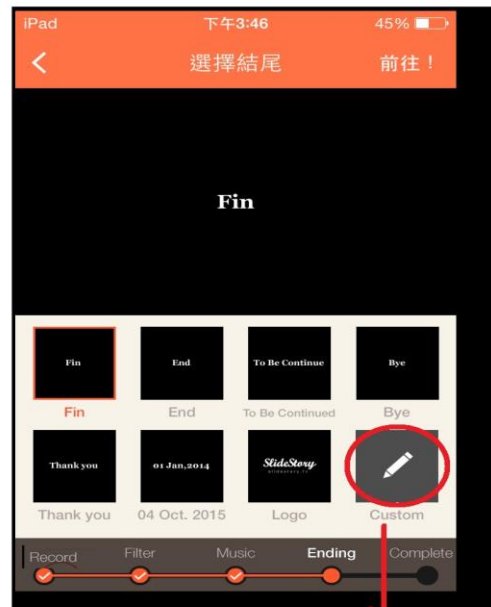 iPad 下午3:46 45%
選擇結尾 前往！
Fin
Fin End To Be Continue Bye
Fin End To Be Continued Bye
Thank you 01 Jan,2014 SlideStory
slidestory.tv
Thank you 04 Oct. 2015 Logo Custom
Record Filter Music Ending Complete